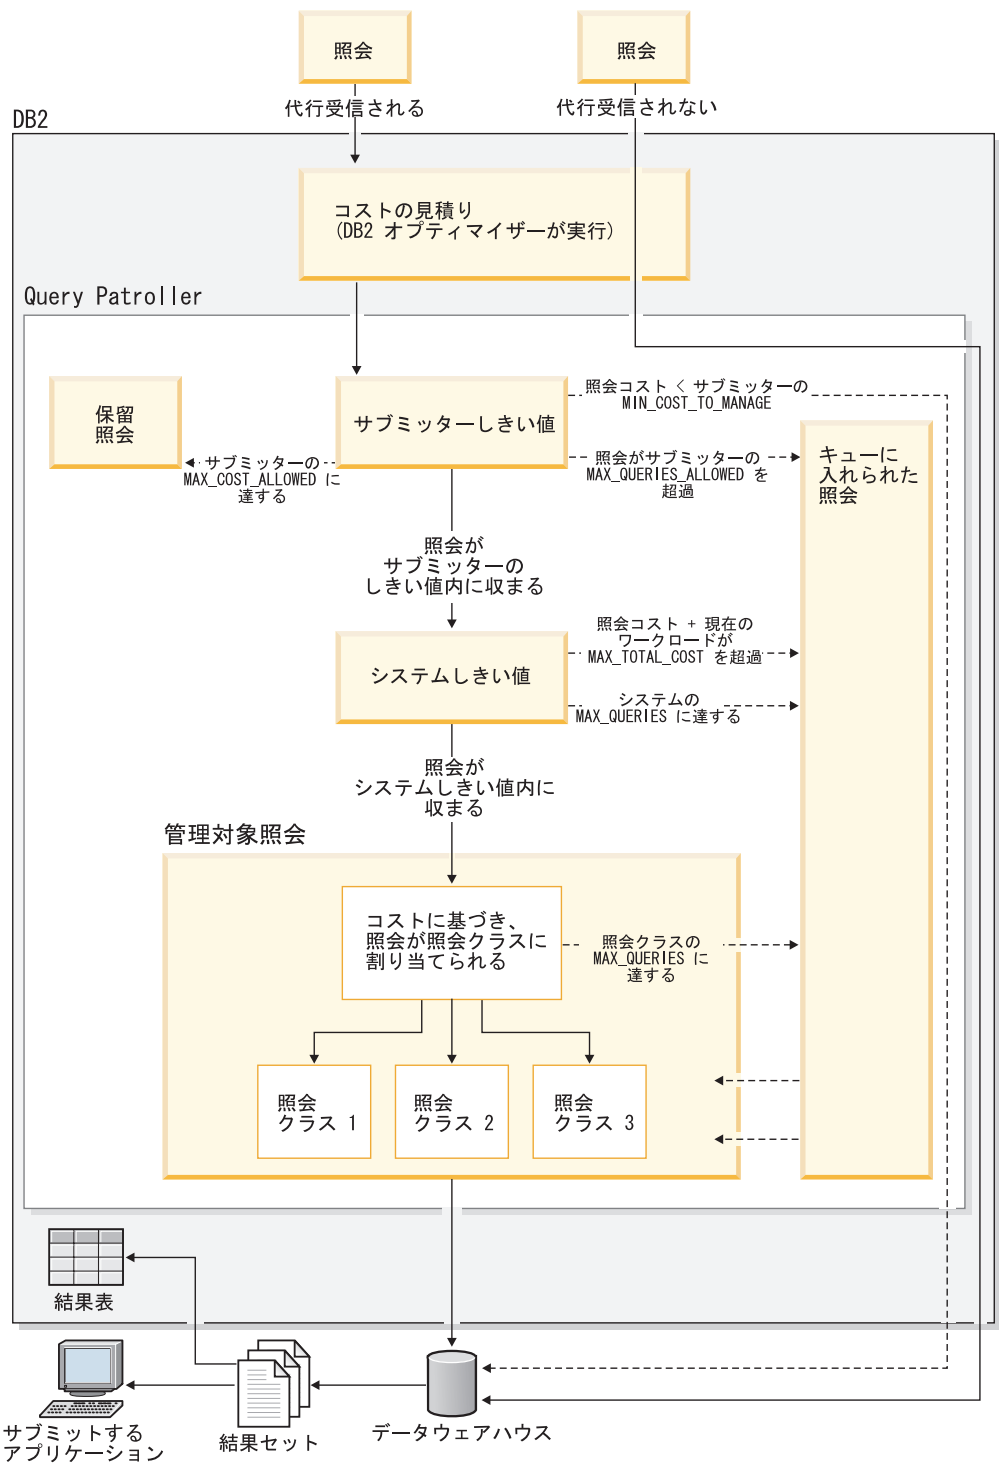 照会
照会
代行受信される
代行受信されない
DB2
コストの見積り
(DB2 オプティマイザーが実行)
Query Patroller
保留
照会
サブミッターしきい値
照会コスト < サブミッターの
MIN_COST_TO_MANAGE
サブミッターの
MAX_COST_ALLOWED に
達する
照会がサブミッターの
MAX_QUERIES_ALLOWED を
超過
キューに
入れられた
照会
照会が
サブミッターの
しきい値内に収まる
システムしきい値
照会コスト + 現在の
ワークロードが
MAX_TOTAL_COST を超過
システムの
MAX_QUERIES に達する
照会が
システムしきい値内に
収まる
管理対象照会
コストに基づき、
照会が照会クラスに
割り当てられる
照会クラスの
MAX_QUERIES に
達する
照会
クラス 1
照会
クラス 2
照会
クラス 3
結果表
サブミットする
アプリケーション
結果セット
データウェアハウス